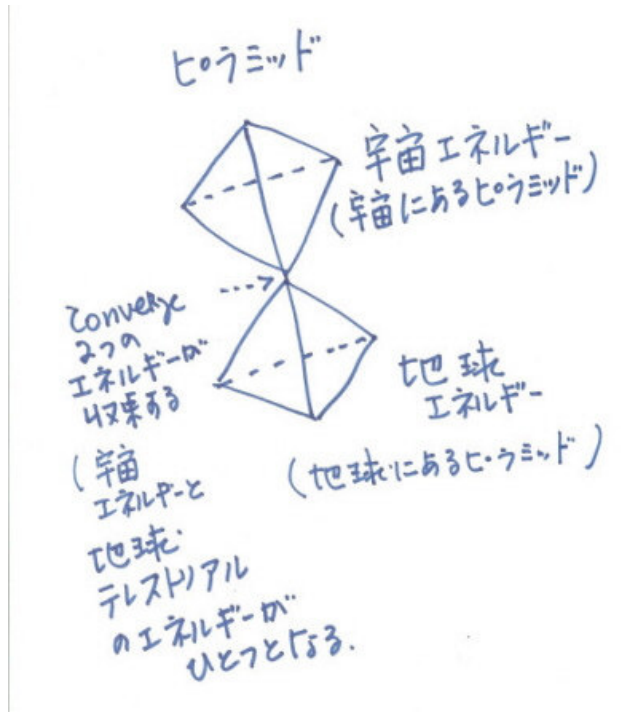 ピラミッド
宇宙エネルギー
(宇宙にあるピラミッド)
Converge
2つの
エネルギーが
収束する
地球
エネルギー
(地球にあるピラミッド)
(宇宙
エネルギーと
地球
テレストリアル
のエネルギーが
ひとつとなる.